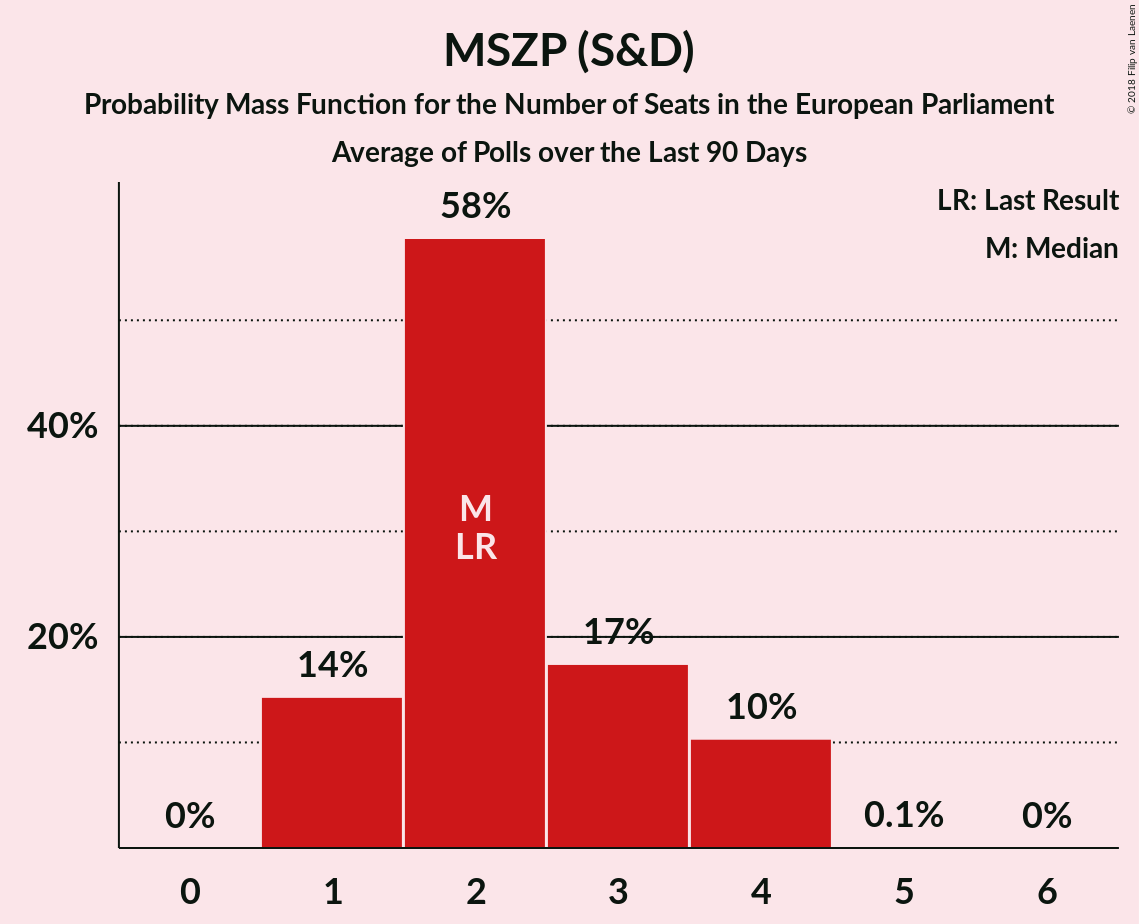 MSZP (S&D)
Probability Mass Function for the Number of Seats in the European Parliament
Average of Polls over the Last 90 Days
© 2018 Filip van Laenen
LR: Last Result
M: Median
58%
40%
M
LR
20%
17%
14%
10%
0%
0.1%
0%
0 1 2 3 4 5 6